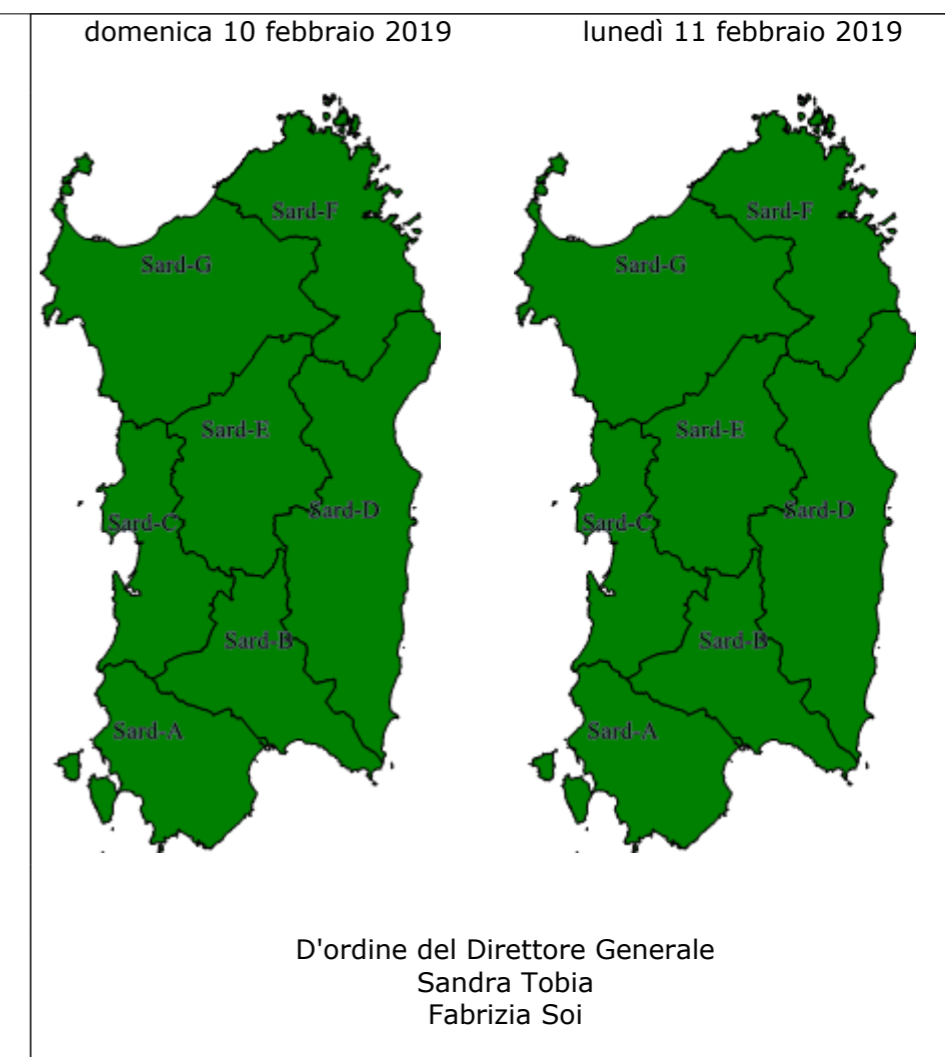 domenica 10 febbraio 2019
lunedì 11 febbraio 2019
Sard-F
Sard-G
Sard-E
Sard-D
Sard-C
Sard-B
Sard-A
Sard-F
Sard-G
Sard-E
Sard-D
Sard-C
Sard-B
Sard-A
D'ordine del Direttore Generale
Sandra Tobia
Fabrizia Soi